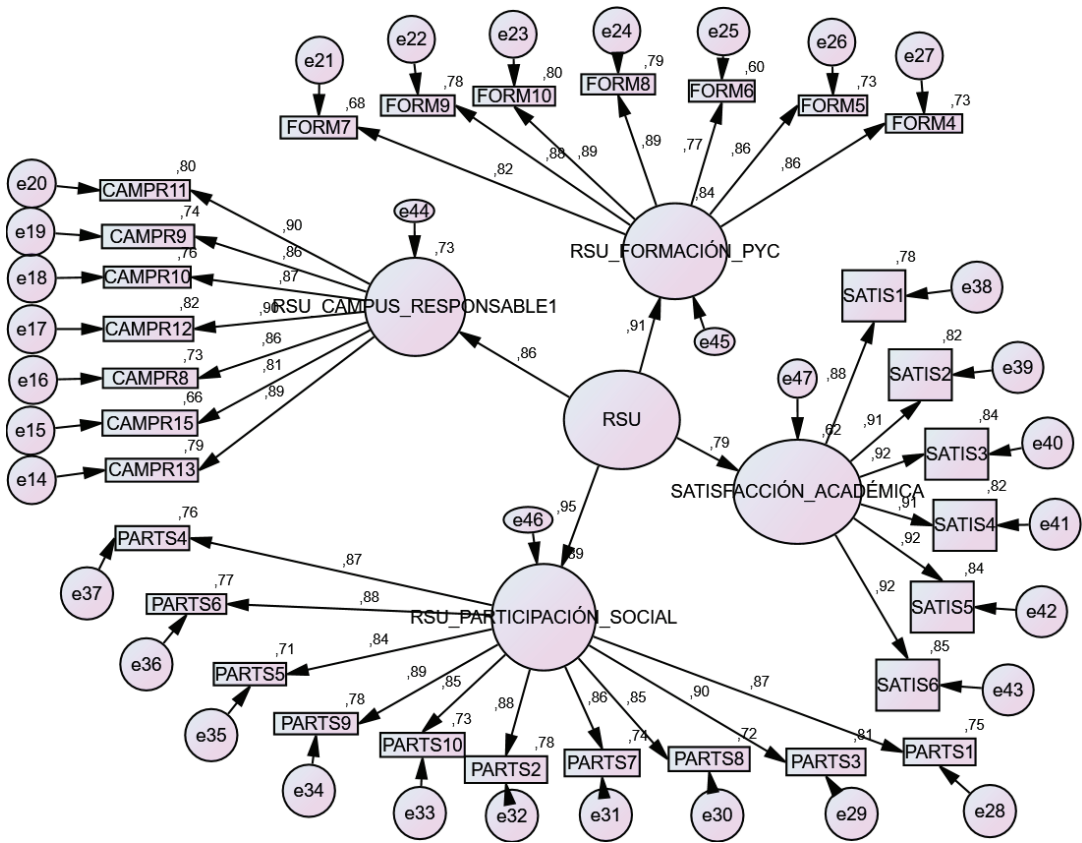 e21
e22
e23
e24
e25
e26
e27
,68
FORM7
,78
FORM9
,80
FORM10
,79
FORM8
,60
FORM6
,73
FORM5
,73
FORM4
,82
,88
,89
,89
,77
,86
,86
,84
RSU_FORMACIÓN_PYC
e45
,91
e20
,80
CAMPR11
e19
,74
CAMPR9
e18
,76
CAMPR10
e17
,82
CAMPR12
e16
,73
CAMPR8
e15
,66
CAMPR15
e14
,79
CAMPR13
,90
,86
,87
,90
,86
,81
,89
e44
,73
RSU_CAMPUS_RESPONSABLE1
,86
RSU
,79
e47
,62
SATISFACCIÓN_ACADÉMICA
,88
,91
,92
,91
,92
,92
,78
SATIS1
e38
,82
SATIS2
e39
,84
SATIS3
e40
,82
SATIS4
e41
,84
SATIS5
e42
,85
SATIS6
e43
,95
e46
,89
RSU_PARTICIPACIÓN_SOCIAL
,87
,88
,84
,89
,85
,88
,86
,85
,90
,87
,76
PARTS4
e37
,77
PARTS6
e36
,71
PARTS5
e35
,78
PARTS9
e34
,73
PARTS10
e33
,78
PARTS2
e32
,74
PARTS7
e31
,72
PARTS8
e30
,81
PARTS3
e29
,75
PARTS1
e28